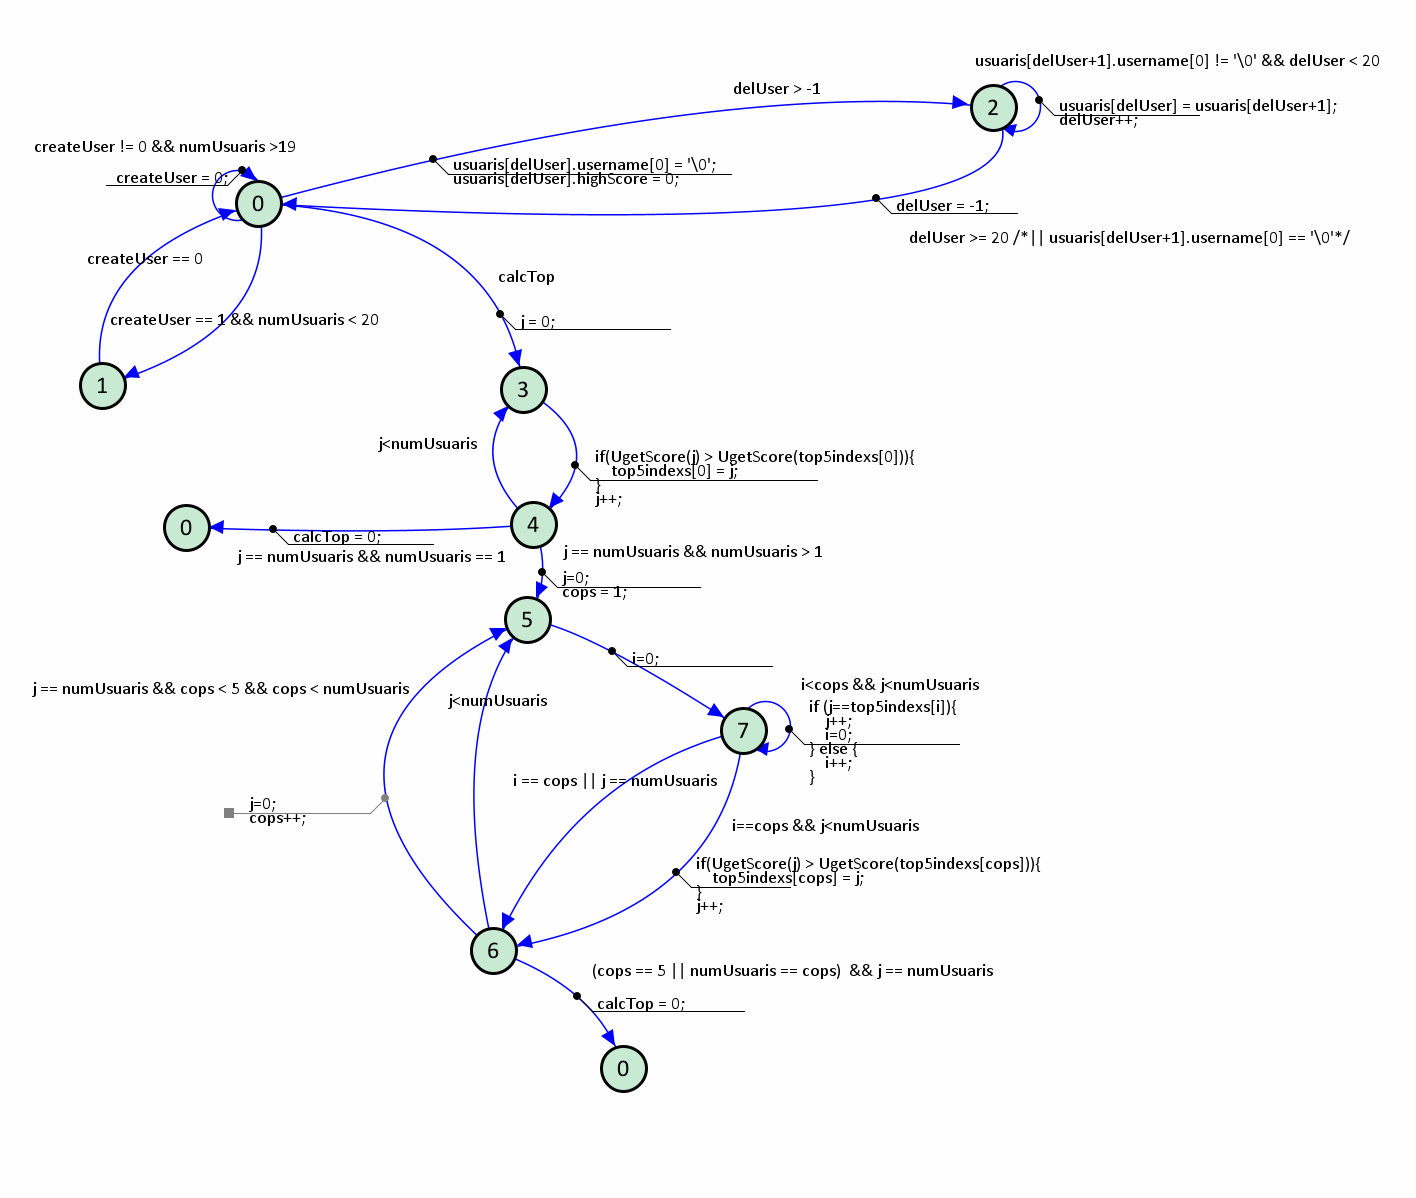 usuaris[delUser+1].username[0] != '\0' && delUser < 20
delUser > -1
2
usuaris[delUser] = usuaris[delUser+1];
delUser++;
createUser != 0 && numUsuaris >19
usuaris[delUser].username[0] = '\0';
usuaris[delUser].highScore = 0;
createUser = 0;
0
delUser = -1;
delUser >= 20 /*|| usuaris[delUser+1].username[0] == '\0'*/
createUser == 0
calcTop
createUser == 1 && numUsuaris < 20
j = 0;
1
3
j<numUsuaris
if(UgetScore(j) > UgetScore(top5indexs[0])){
top5indexs[0] = j;
}
j++;
0
4
calcTop = 0;
j == numUsuaris && numUsuaris == 1
j == numUsuaris && numUsuaris > 1
j=0;
cops = 1;
5
i=0;
j == numUsuaris && cops < 5 && cops < numUsuaris
j<numUsuaris
i<cops && j<numUsuaris
if (j==top5indexs[i]){
j++;
i=0;
} else {
i++;
}
7
i == cops || j == numUsuaris
j=0;
cops++;
i==cops && j<numUsuaris
if(UgetScore(j) > UgetScore(top5indexs[cops])){
top5indexs[cops] = j;
}
j++;
6
(cops == 5 || numUsuaris == cops)  && j == numUsuaris
calcTop = 0;
0